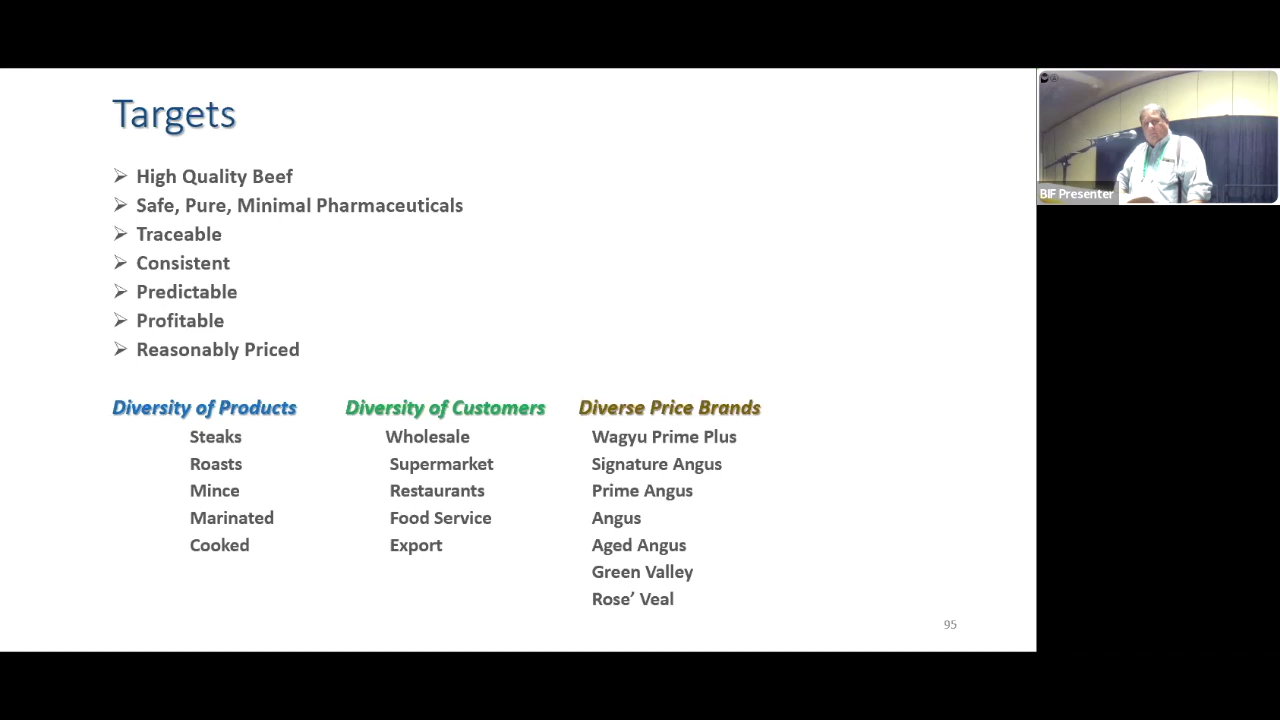 Targets
High Quality Beef
Safe, Pure, Minimal Pharmaceuticals
Traceable
Consistent
Predictable
Profitable
Reasonably Priced
Diversity of Products
Steaks
Roasts
Mince
Marinated
Cooked
Diversity of Customers
Wholesale
Supermarket
Restaurants
Food Service
Export
Diverse Price Brands
Wagyu Prime Plus
Signature Angus
Prime Angus
Angus
Aged Angus
Green Valley
Rose’ Veal
95
BIF Presenter